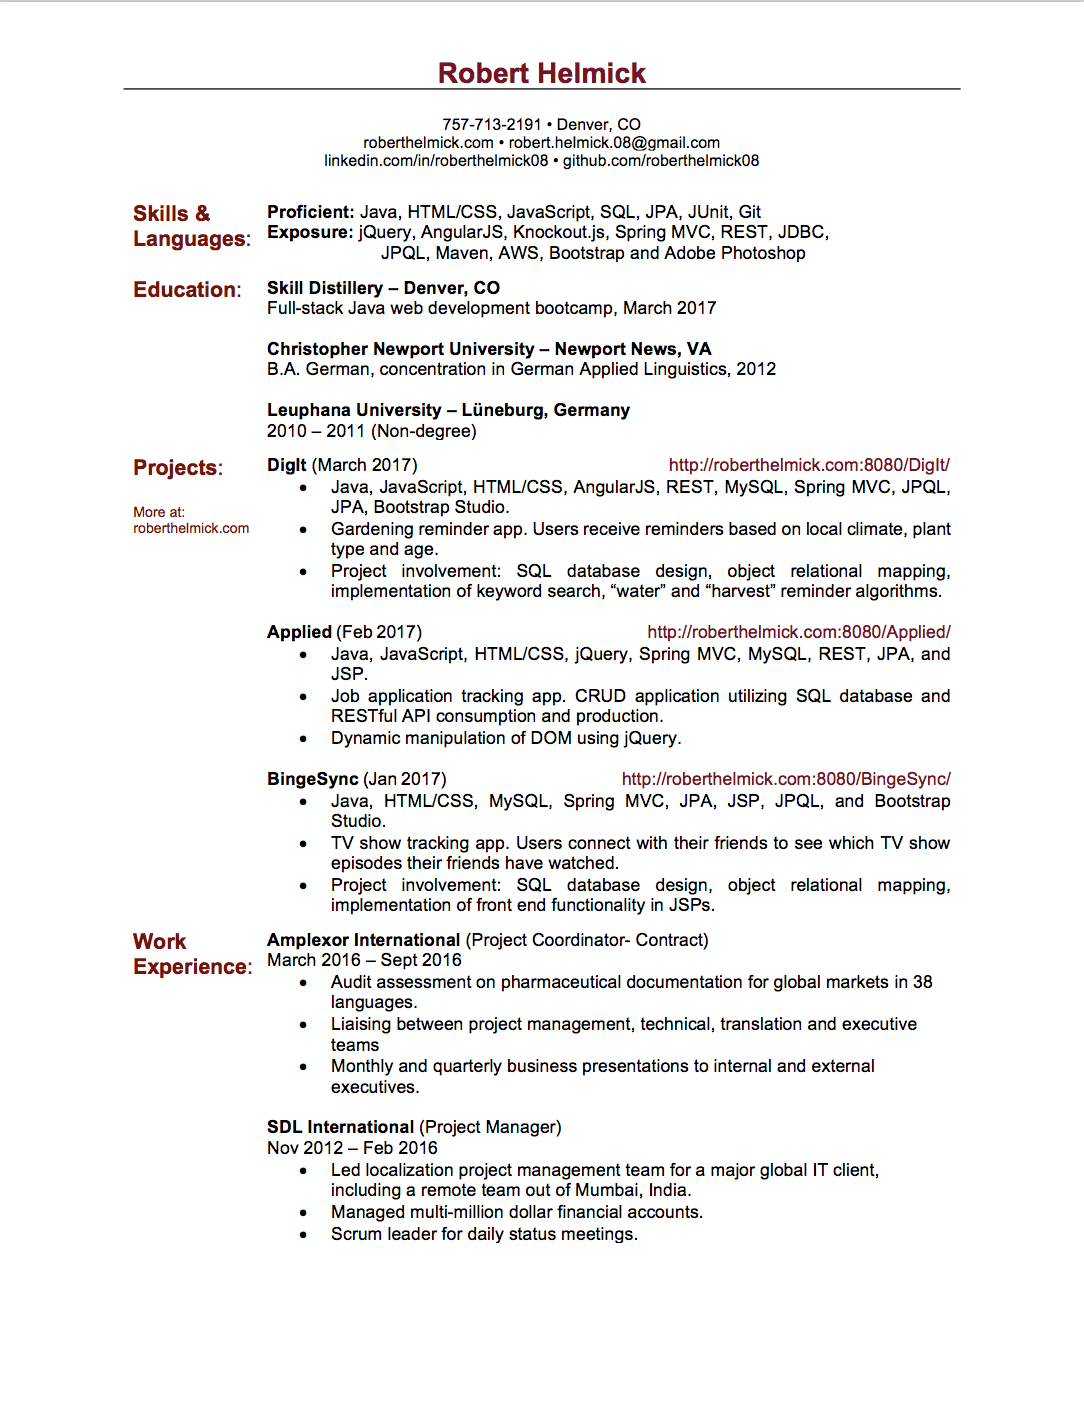 Robert Helmick
757-713-2191 • Denver, CO
roberthelmick.com • robert.helmick.08@gmail.com
linkedin.com/in/roberthelmick08 • github.com/roberthelmick08
Skills &
Languages:
Proficient: Java, HTML/CSS, JavaScript, SQL, JPA, JUnit, Git
Exposure: jQuery, AngularJS, Knockout.js, Spring MVC, REST, JDBC,
JPQL, Maven, AWS, Bootstrap and Adobe Photoshop
Education:
Skill Distillery – Denver, CO
Full-stack Java web development bootcamp, March 2017
Christopher Newport University – Newport News, VA
B.A. German, concentration in German Applied Linguistics, 2012
Leuphana University – Lüneburg, Germany
2010 – 2011 (Non-degree)
Projects:
More at:
roberthelmick.com
DigIt (March 2017) http://roberthelmick.com:8080/DigIt/
• Java, JavaScript, HTML/CSS, AngularJS, REST, MySQL, Spring MVC, JPQL,
JPA, Bootstrap Studio.
• Gardening reminder app. Users receive reminders based on local climate, plant
type and age.
• Project involvement: SQL database design, object relational mapping,
implementation of keyword search, “water” and “harvest” reminder algorithms.
Applied (Feb 2017) http://roberthelmick.com:8080/Applied/
• Java, JavaScript, HTML/CSS, jQuery, Spring MVC, MySQL, REST, JPA, and
JSP.
• Job application tracking app. CRUD application utilizing SQL database and
RESTful API consumption and production.
• Dynamic manipulation of DOM using jQuery.
BingeSync (Jan 2017) http://roberthelmick.com:8080/BingeSync/
• Java, HTML/CSS, MySQL, Spring MVC, JPA, JSP, JPQL, and Bootstrap
Studio.
• TV show tracking app. Users connect with their friends to see which TV show
episodes their friends have watched.
• Project involvement: SQL database design, object relational mapping,
implementation of front end functionality in JSPs.
Work
Experience:
Amplexor International (Project Coordinator- Contract)
March 2016 – Sept 2016
• Audit assessment on pharmaceutical documentation for global markets in 38
languages.
• Liaising between project management, technical, translation and executive
teams
• Monthly and quarterly business presentations to internal and external
executives.
SDL International (Project Manager)
Nov 2012 – Feb 2016
• Led localization project management team for a major global IT client,
including a remote team out of Mumbai, India.
• Managed multi-million dollar financial accounts.
• Scrum leader for daily status meetings.